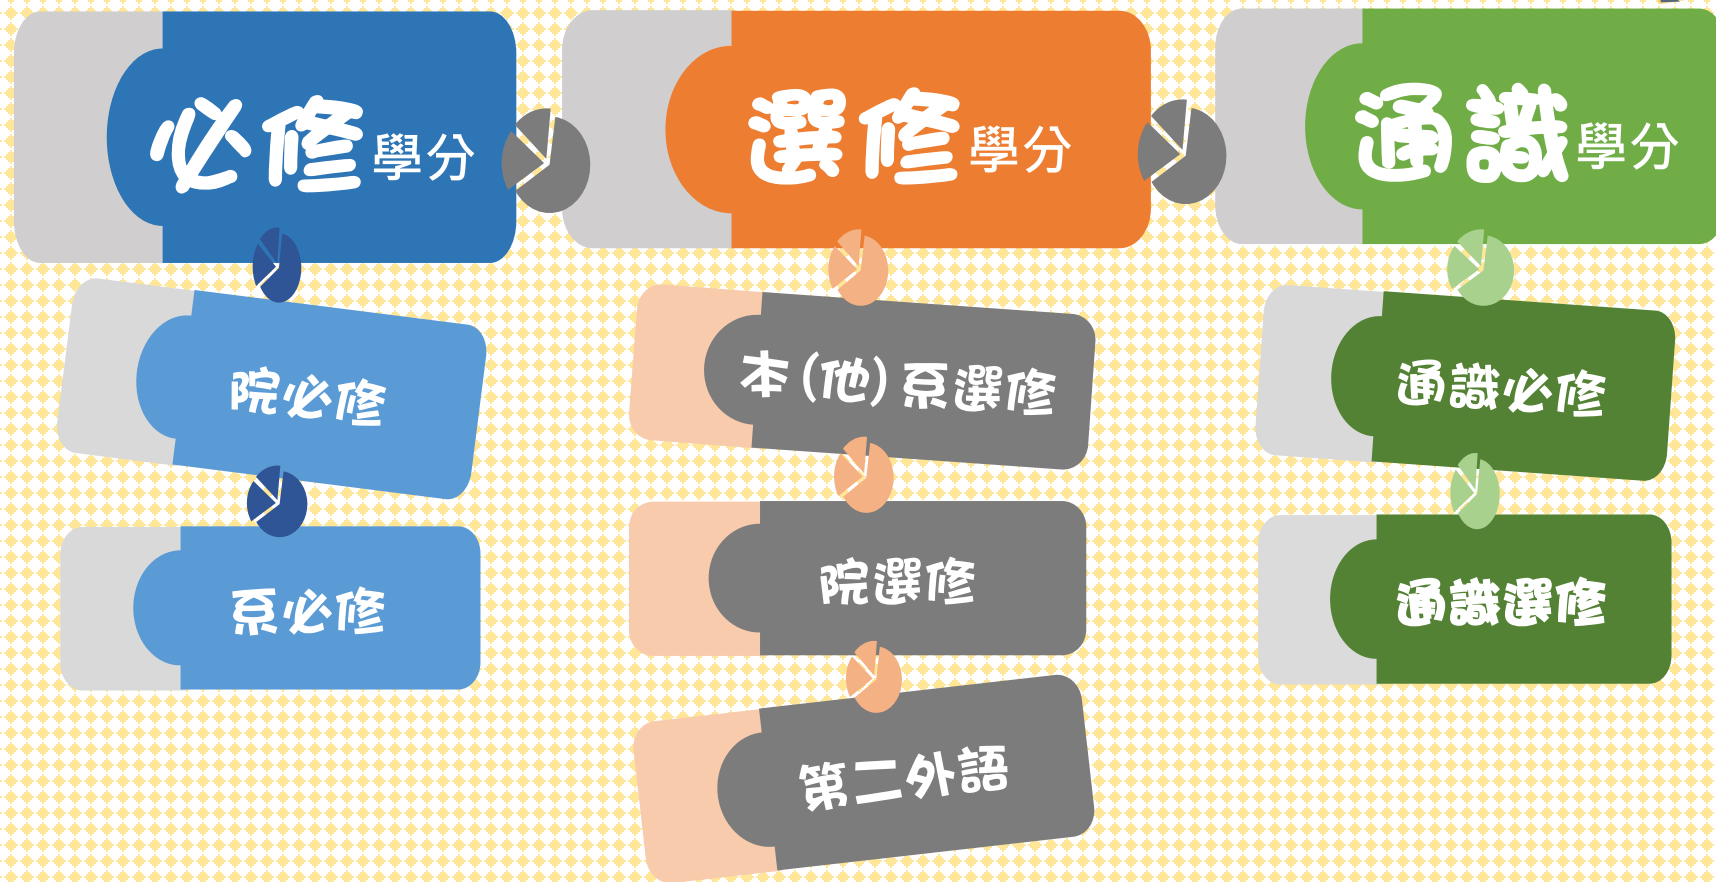 必修學分
選修學分
通識學分
院必修
系必修
本(他)系選修
院選修
第二外語
通識必修
通識選修